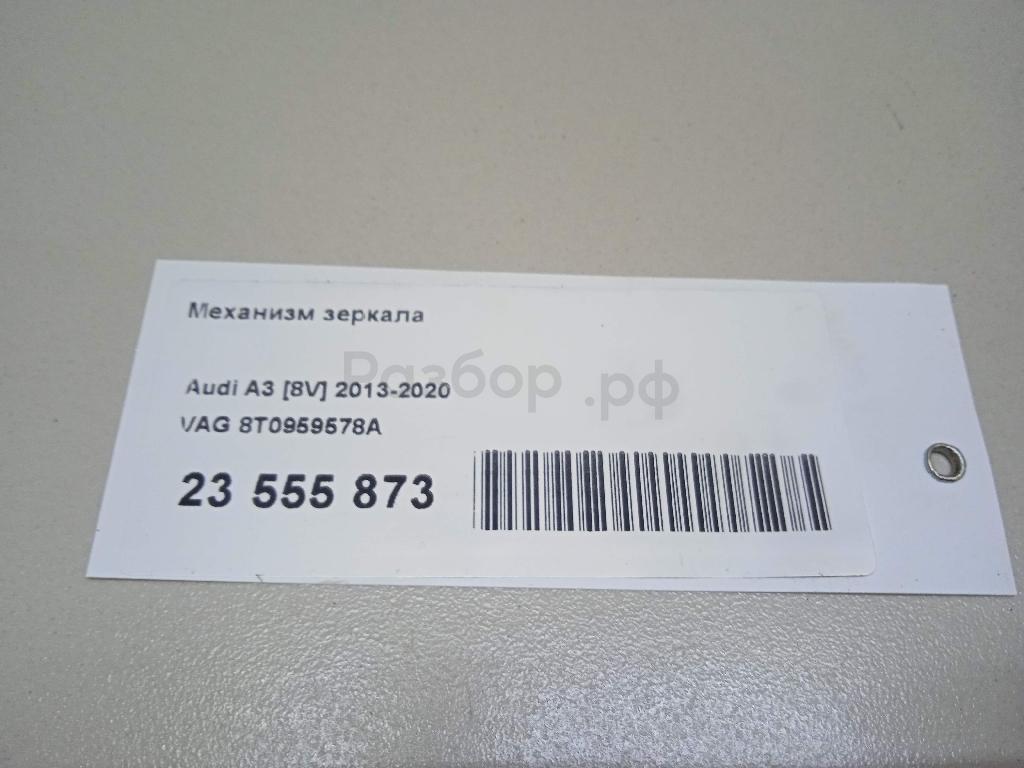 Механизм зеркала
Разбор.рф
Audi A3 [8V] 2013-2020
VAG 8T0959578A
23 555 873